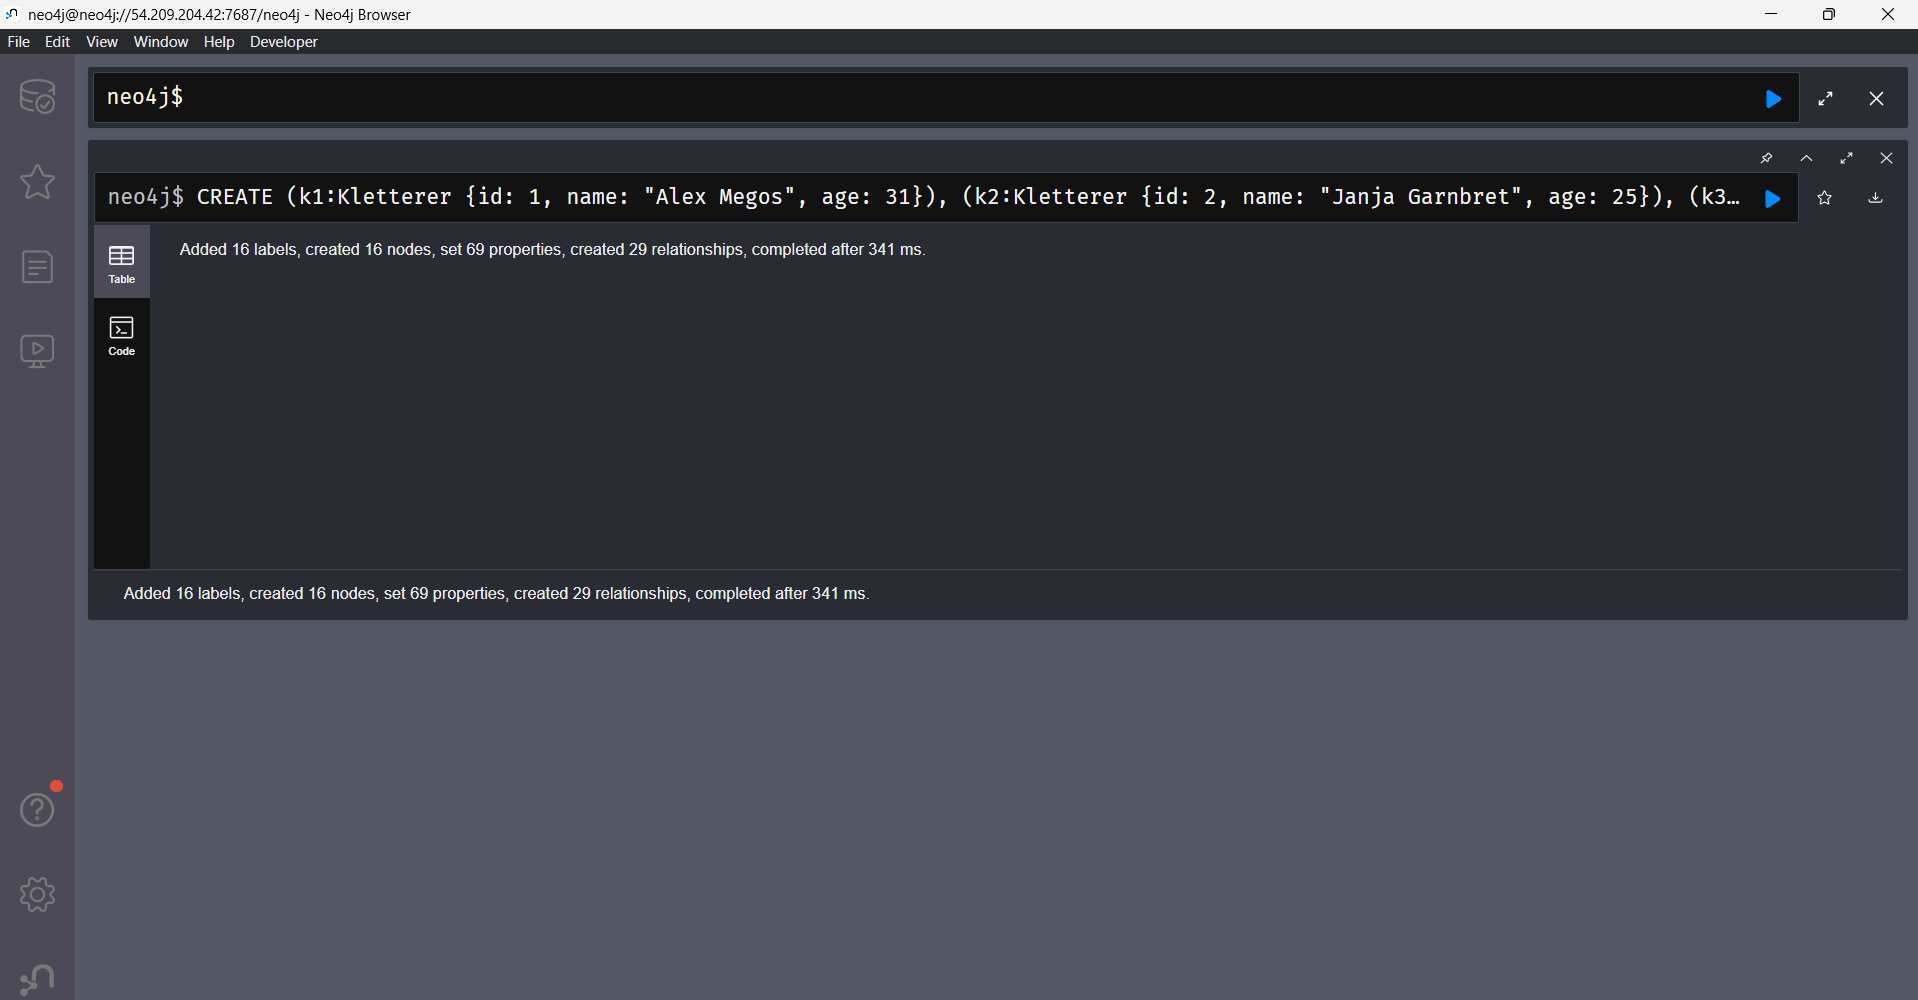 neo4j@neo4j://54.209.204.42:7687/neo4j - Neo4j Browser
File Edit View Window Help Developer
neo4j$
neo4j$ CREATE (k1:Kletterer {id: 1, name: "Alex Megos", age: 31}), (k2:Kletterer {id: 2, name: "Janja Garnbret", age: 25}), (k3…
Table
Added 16 labels, created 16 nodes, set 69 properties, created 29 relationships, completed after 341 ms.
Code
Added 16 labels, created 16 nodes, set 69 properties, created 29 relationships, completed after 341 ms.